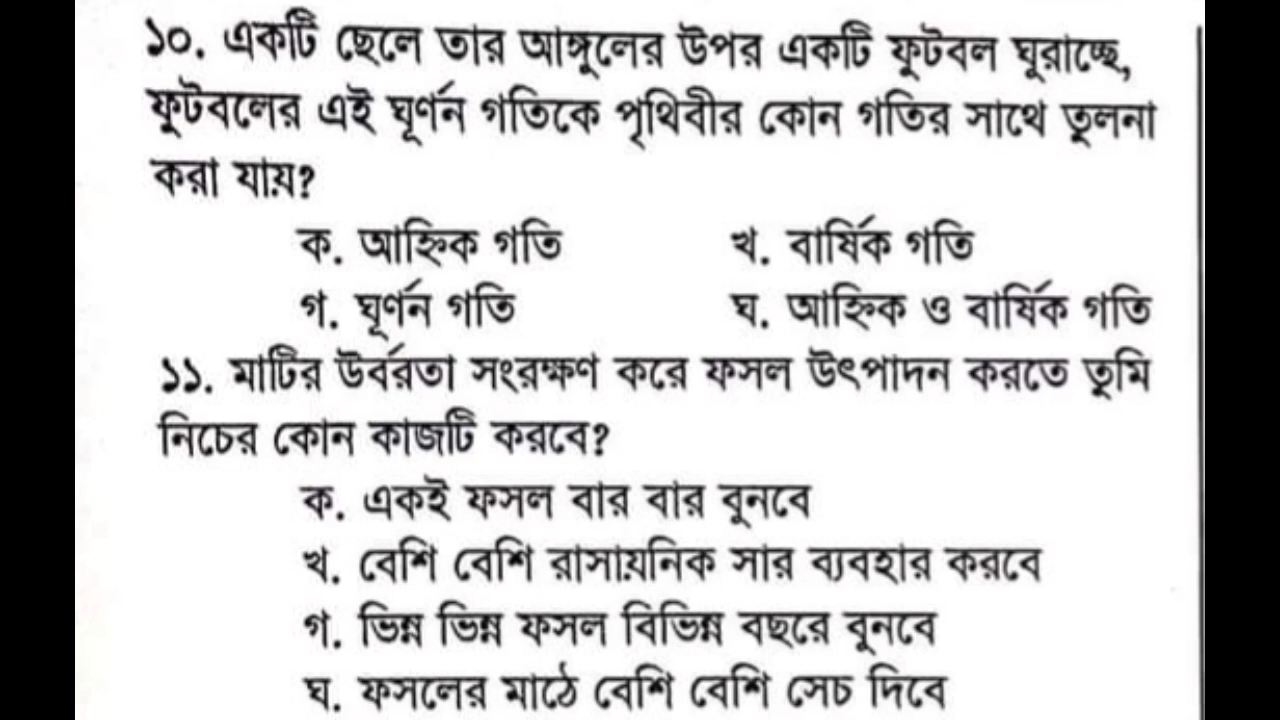 ১০. একটি ছেলে তার আঙ্গুলের উপর একটি ফুটবল ঘুরাচ্ছে,
ফুটবলের এই ঘূর্ণন গতিকে পৃথিবীর কোন গতির সাথে তুলনা
করা যায়?
ক. আহ্নিক গতি খ. বার্ষিক গতি
গ. ঘূর্ণন গতি ঘ. আহ্নিক ও বার্ষিক গতি
১১. মাটির উর্বরতা সংরক্ষণ করে ফসল উৎপাদন করতে তুমি
নিচের কোন কাজটি করবে?
ক. একই ফসল বার বার বুনবে
খ. বেশি বেশি রাসায়নিক সার ব্যবহার করবে
গ. ভিন্ন ভিন্ন ফসল বিভিন্ন বছরে বুনবে
ঘ. ফসলের মাঠে বেশি বেশি সেচ দিবে